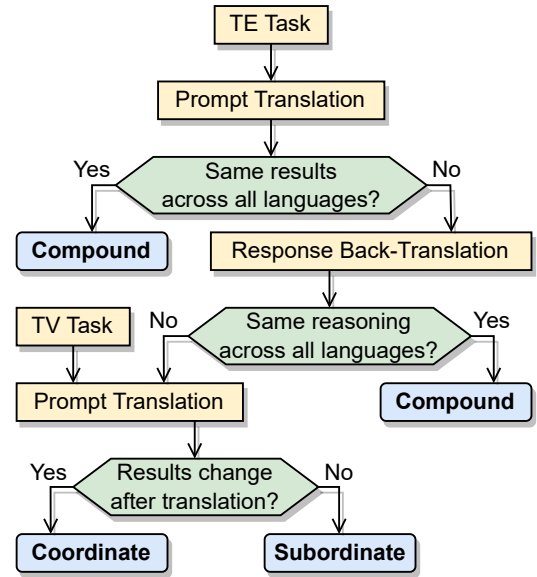 TE Task
Prompt Translation
Yes
Same results
across all languages?
No
Compound
Response Back-Translation
TV Task
No
Same reasoning
across all languages?
Yes
Prompt Translation
Compound
Yes
Results change
after translation?
No
Coordinate
Subordinate